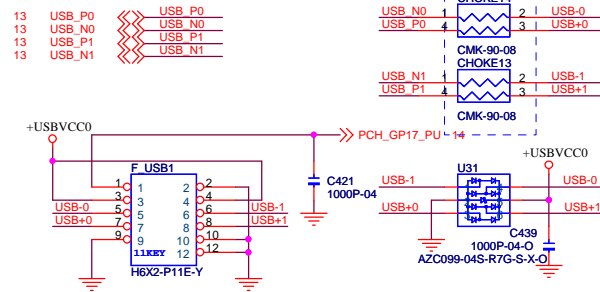 13 USB_P0 USB_P0
13 USB_N0 USB_N0
13 USB_P1 USB_P1
13 USB_N1 USB_N1
USB_N0 1 2 USB-0
USB_P0 4 3 USB+0
CMK-90-08
CHOKE13
USB_N1 1 2 USB-1
USB_P1 4 3 USB+1
CMK-90-08
PCH_GP17_PU 14
+USBVCC0
F_USB1
1 1 2 2
3 3 4 4
USB-0 5 5 6 6 USB-1
USB+0 7 7 8 8 USB+1
9 9 10 10
11KEY 12 12
H6X2-P11E-Y
C421
1000P-04
+USBVCC0
U31
USB-1 USB-0
USB+0 USB+1
C439
1000P-04-O
AZC099-04S-R7G-S-X-O